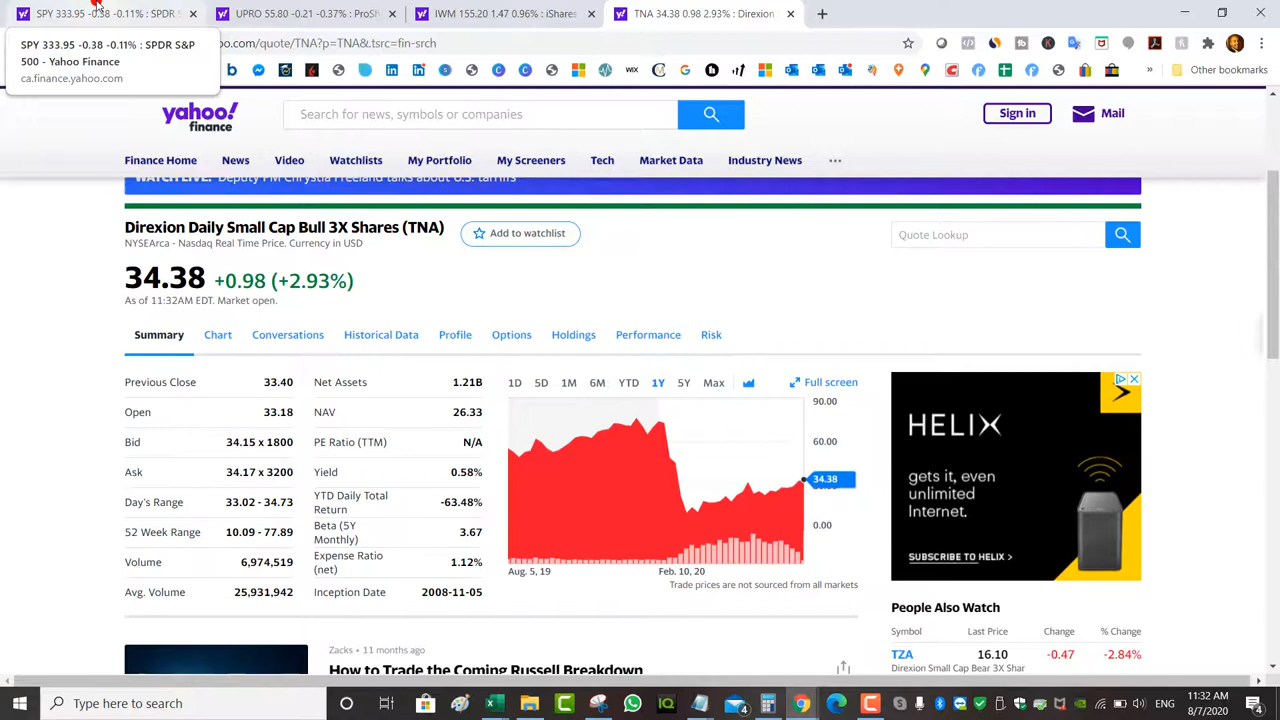 SPY 333.95 -0.38 -0.11% : SPDR S
UPRO 55.80 -0.21 -0.37% : ProSh
IWM 155.20 1.47 0.96% : iShares
TNA 34.38 0.98 2.93% : Direxion
SPY 333.95 -0.38 -0.11% : SPDR S&P
500 - Yahoo Finance
ca.finance.yahoo.com
oo.com/quote/TNA?p=TNA&.tsrc=fin-srch
WIX
Other bookmarks
yahoo!
finance
Search for news, symbols or companies
Sign in
Mail
Finance Home
News
Video
Watchlists
My Portfolio
My Screeners
Tech
Market Data
Industry News
WATCH LIVE: Deputy PM Chrystia Freeland talks about U.S. tariffs
Direxion Daily Small Cap Bull 3X Shares (TNA)
Add to watchlist
Quote Lookup
NYSEArca - Nasdaq Real Time Price. Currency in USD
34.38 +0.98 (+2.93%)
As of 11:32AM EDT. Market open.
Summary
Chart
Conversations
Historical Data
Profile
Options
Holdings
Performance
Risk
Previous Close 33.40
Open 33.18
Bid 34.15 x 1800
Ask 34.17 x 3200
Day's Range 33.02 - 34.73
52 Week Range 10.09 - 77.89
Volume 6,974,519
Avg. Volume 25,931,942
Net Assets 1.21B
NAV 26.33
PE Ratio (TTM) N/A
Yield 0.58%
YTD Daily Total
Return -63.48%
Beta (5Y
Monthly) 3.67
Expense Ratio
(net) 1.12%
Inception Date 2008-11-05
1D 5D 1M 6M YTD 1Y 5Y Max
Full screen
90.00
60.00
34.38
0.00
Aug. 5, 19
Feb. 10, 20
Trade prices are not sourced from all markets
HELIX
gets it, even
unlimited
Internet.
SUBSCRIBE TO HELIX >
People Also Watch
Symbol Last Price Change % Change
TZA 16.10 -0.47 -2.84%
Direxion Small Cap Bear 3X Shar
Zacks • 11 months ago
How to Trade the Coming Russell Breakdown
Type here to search
4
ENG
11:32 AM
8/7/2020